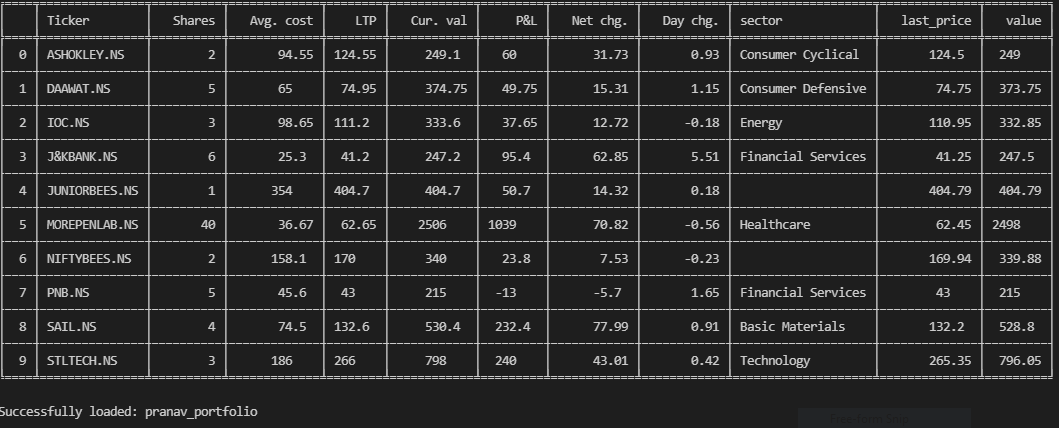 Ticker Shares Avg. cost LTP Cur. val P&L Net chg. Day chg. sector last_price value
0 ASHOKLEY.NS 2 94.55 124.55 249.1 60 31.73 0.93 Consumer Cyclical 124.5 249
1 DAAWAT.NS 5 65 74.95 374.75 49.75 15.31 1.15 Consumer Defensive 74.75 373.75
2 IOC.NS 3 98.65 111.2 333.6 37.65 12.72 -0.18 Energy 110.95 332.85
3 J&KBANK.NS 6 25.3 41.2 247.2 95.4 62.85 5.51 Financial Services 41.25 247.5
4 JUNIORBEES.NS 1 354 404.7 404.7 50.7 14.32 0.18 404.79 404.79
5 MOREPENLAB.NS 40 36.67 62.65 2506 1039 70.82 -0.56 Healthcare 62.45 2498
6 NIFTYBEES.NS 2 158.1 170 340 23.8 7.53 -0.23 169.94 339.88
7 PNB.NS 5 45.6 43 215 -13 -5.7 1.65 Financial Services 43 215
8 SAIL.NS 4 74.5 132.6 530.4 232.4 77.99 0.91 Basic Materials 132.2 528.8
9 STLTECH.NS 3 186 266 798 240 43.01 0.42 Technology 265.35 796.05
Successfully loaded: pranav_portfolio